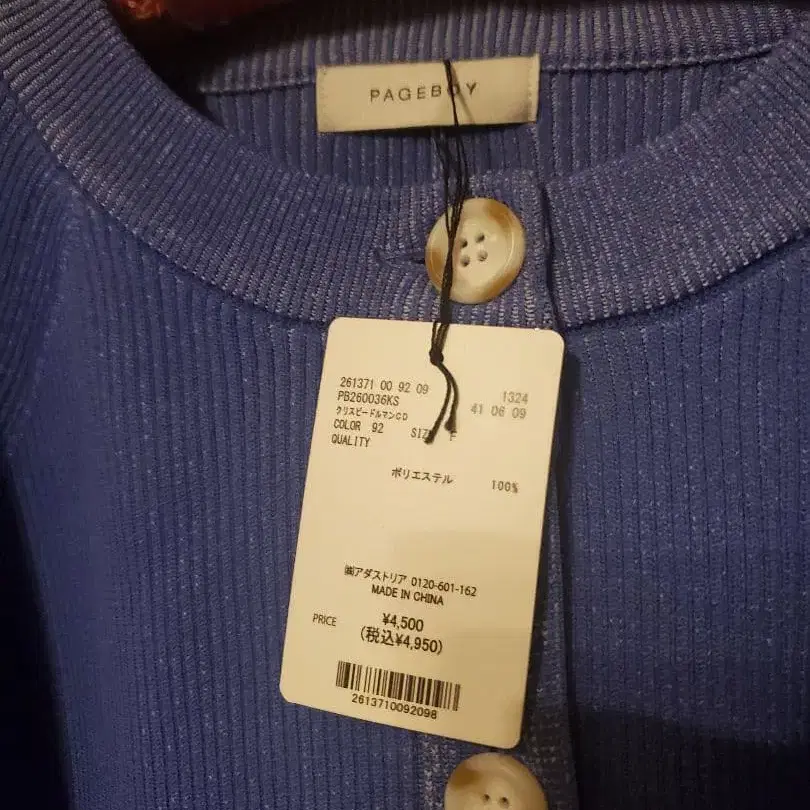 PAGEBOY
261371 00 92 09
1324
PB260036KS
41 06 09
クリスピードルマンCD
COLOR 92 SIZE F
QUALITY
ポリエステル 100%
㈱アダストリア 0120-601-162
MADE IN CHINA
PRICE ¥4,500
(税込¥4,950)
2613710092098